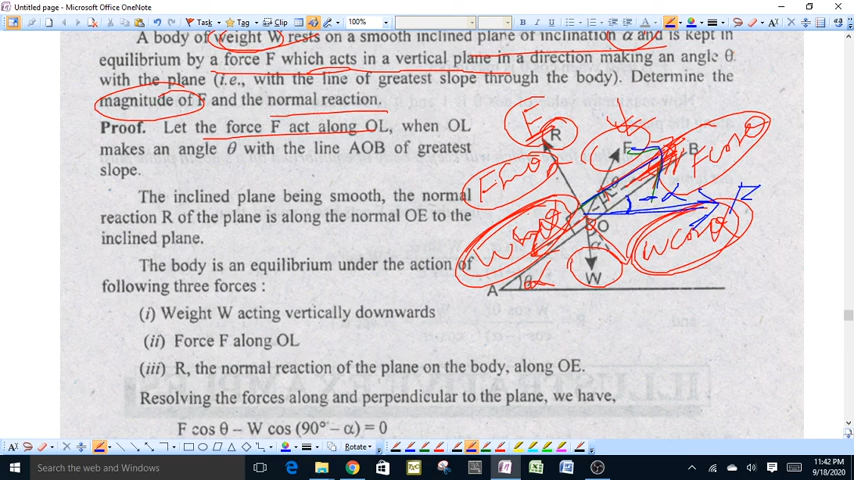 Untitled page - Microsoft Office OneNote
Task
Tag
Clip
100%
A body of weight W rests on a smooth inclined plane of inclination α and is kept in
equilibrium by a force F which acts in a vertical plane in a direction making an angle θ
with the plane (i.e., with the line of greatest slope through the body). Determine the
magnitude of F and the normal reaction.
Proof. Let the force F act along OL, when OL
makes an angle θ with the line AOB of greatest
slope.
The inclined plane being smooth, the normal
reaction R of the plane is along the normal OE to the
inclined plane.
The body is an equilibrium under the action of
following three forces :
(i) Weight W acting vertically downwards
(ii) Force F along OL
(iii) R, the normal reaction of the plane on the body, along OE.
Resolving the forces along and perpendicular to the plane, we have,
F cos θ – W cos (90° – α) = 0
E
R
F
B
F cos θ
F sin θ
O
α
W sin θ
W cos θ
W
A
θ
α
Rotate
Search the web and Windows
11:42 PM
9/18/2020